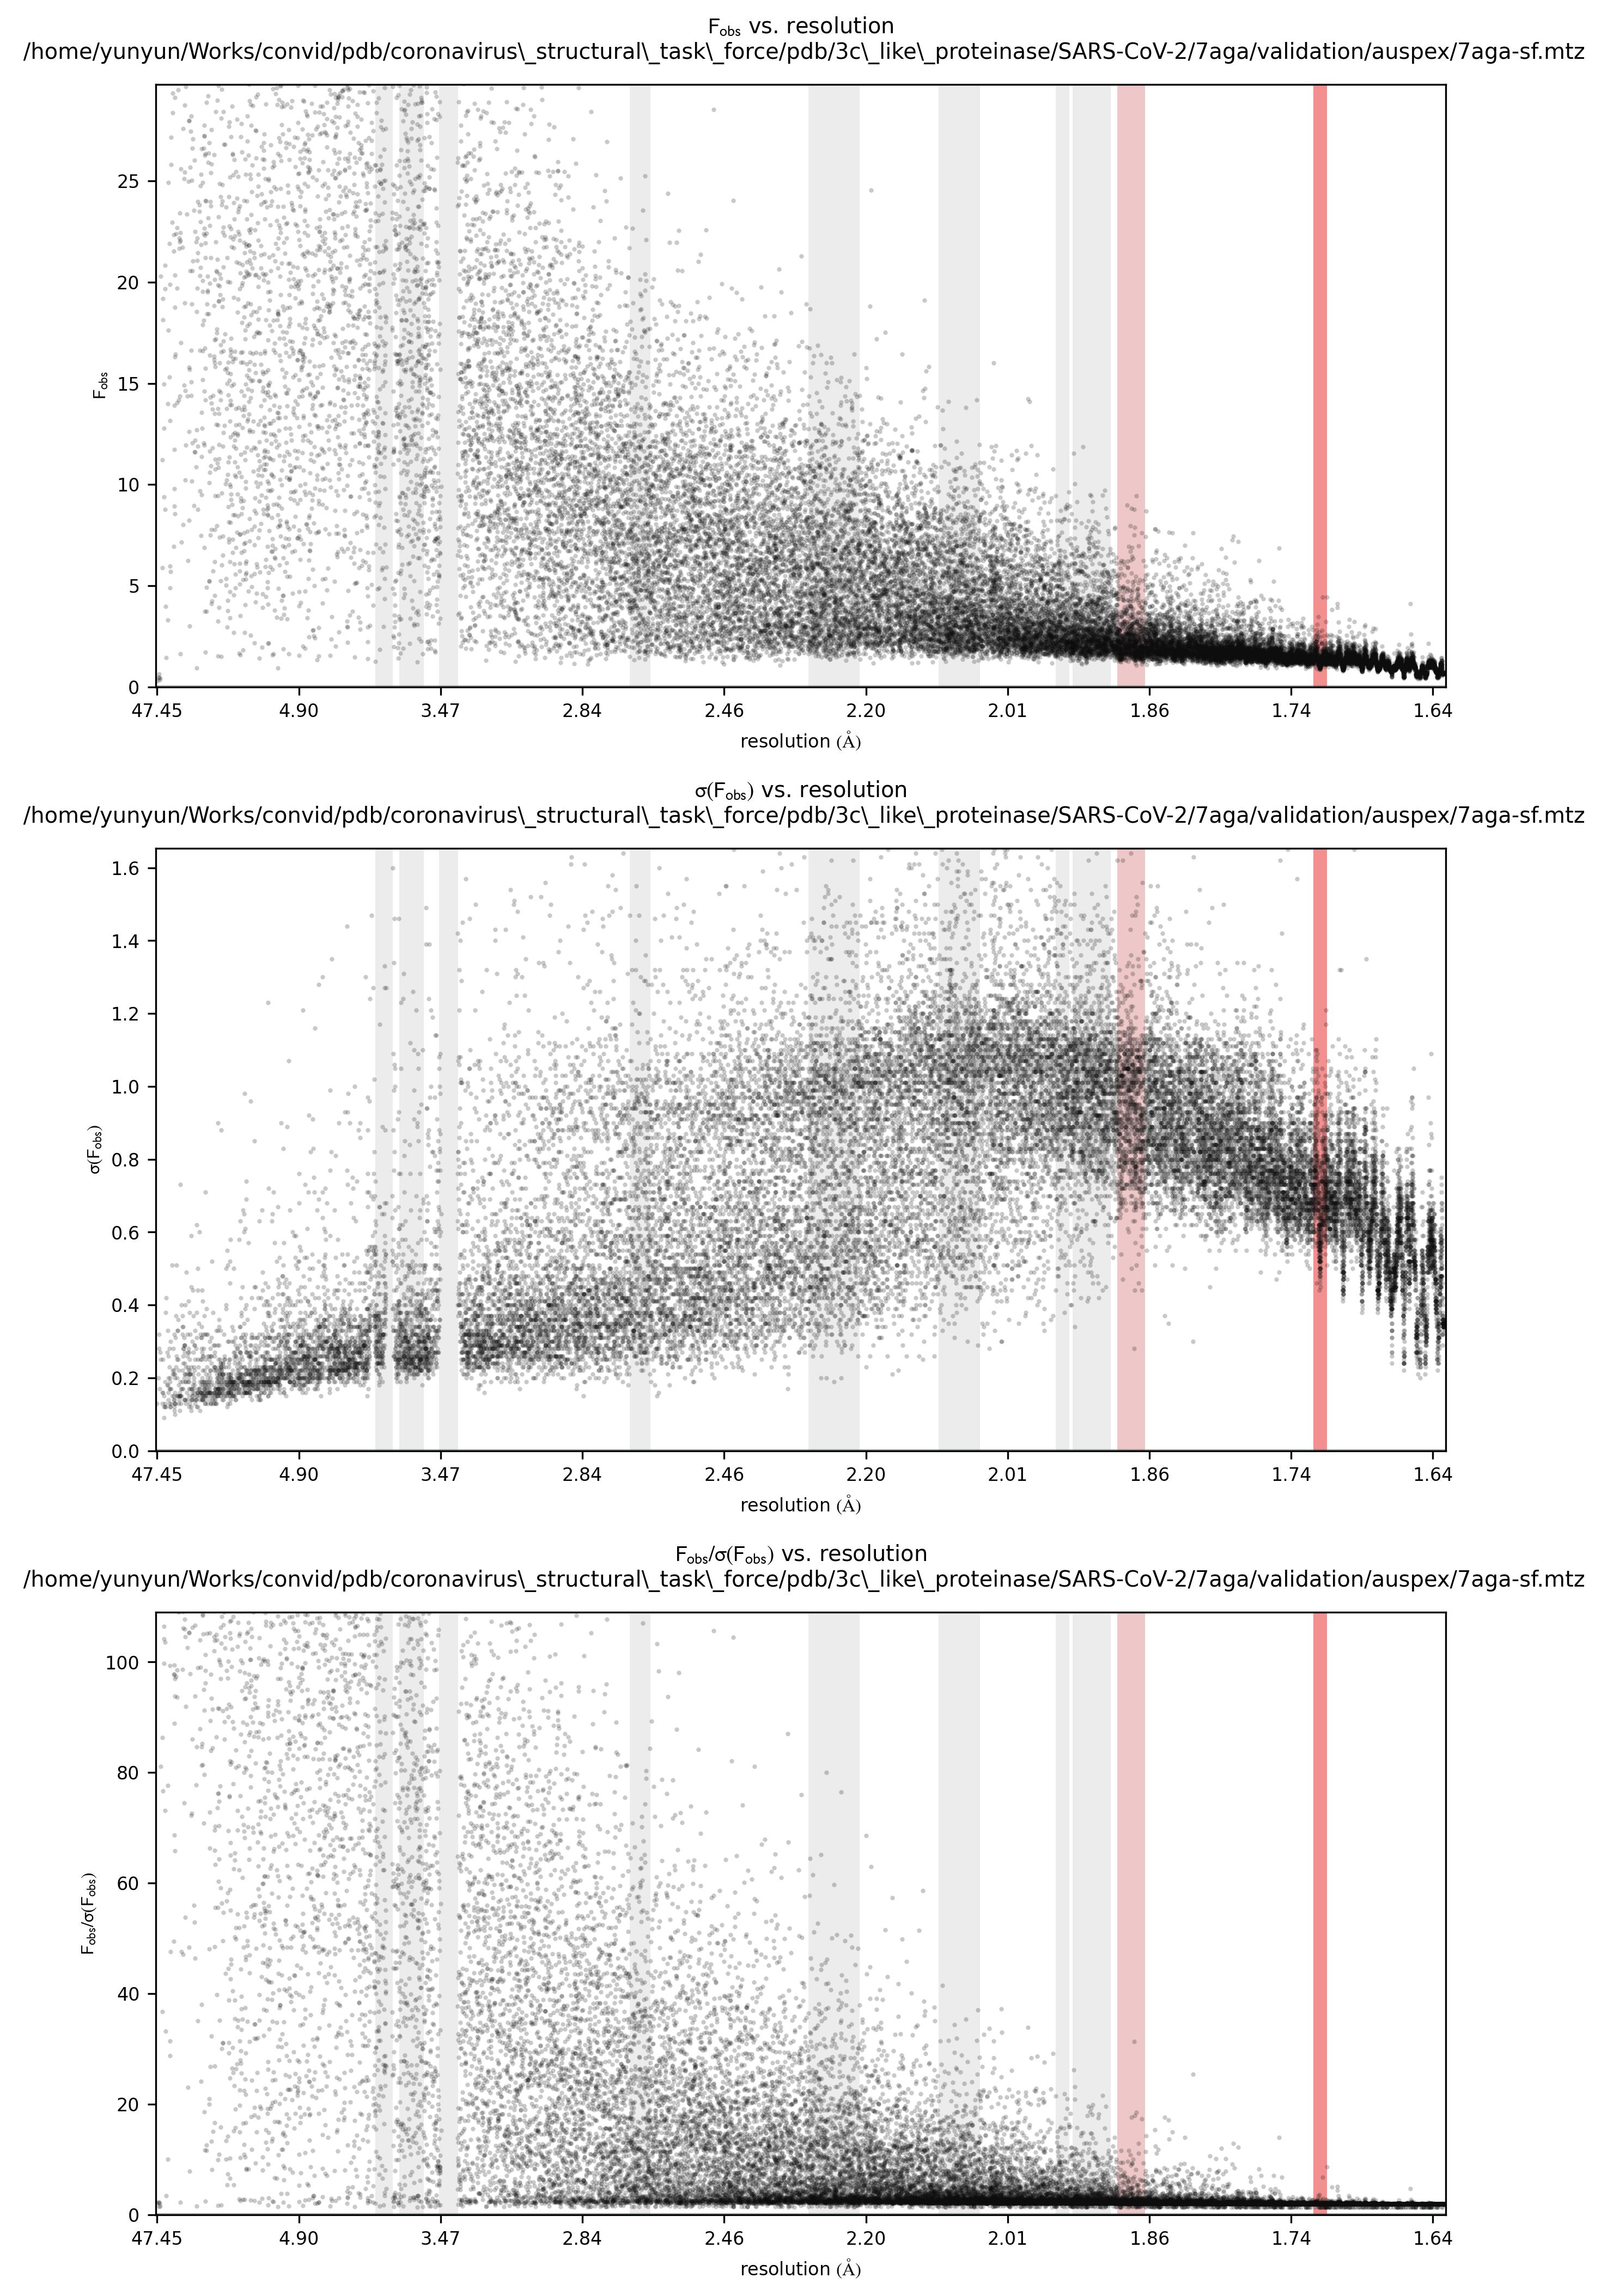 Fobs vs. resolution
/home/yunyun/Works/convid/pdb/coronavirus\_structural\_task\_force/pdb/3c\_like\_proteinase/SARS-CoV-2/7aga/validation/auspex/7aga-sf.mtz
25
20
15
10
5
0
Fobs
47.45 4.90 3.47 2.84 2.46 2.20 2.01 1.86 1.74 1.64
resolution (Å)
σ(Fobs) vs. resolution
/home/yunyun/Works/convid/pdb/coronavirus\_structural\_task\_force/pdb/3c\_like\_proteinase/SARS-CoV-2/7aga/validation/auspex/7aga-sf.mtz
1.6
1.4
1.2
1.0
0.8
0.6
0.4
0.2
0.0
σ(Fobs)
47.45 4.90 3.47 2.84 2.46 2.20 2.01 1.86 1.74 1.64
resolution (Å)
Fobs/σ(Fobs) vs. resolution
/home/yunyun/Works/convid/pdb/coronavirus\_structural\_task\_force/pdb/3c\_like\_proteinase/SARS-CoV-2/7aga/validation/auspex/7aga-sf.mtz
100
80
60
40
20
0
Fobs/σ(Fobs)
47.45 4.90 3.47 2.84 2.46 2.20 2.01 1.86 1.74 1.64
resolution (Å)